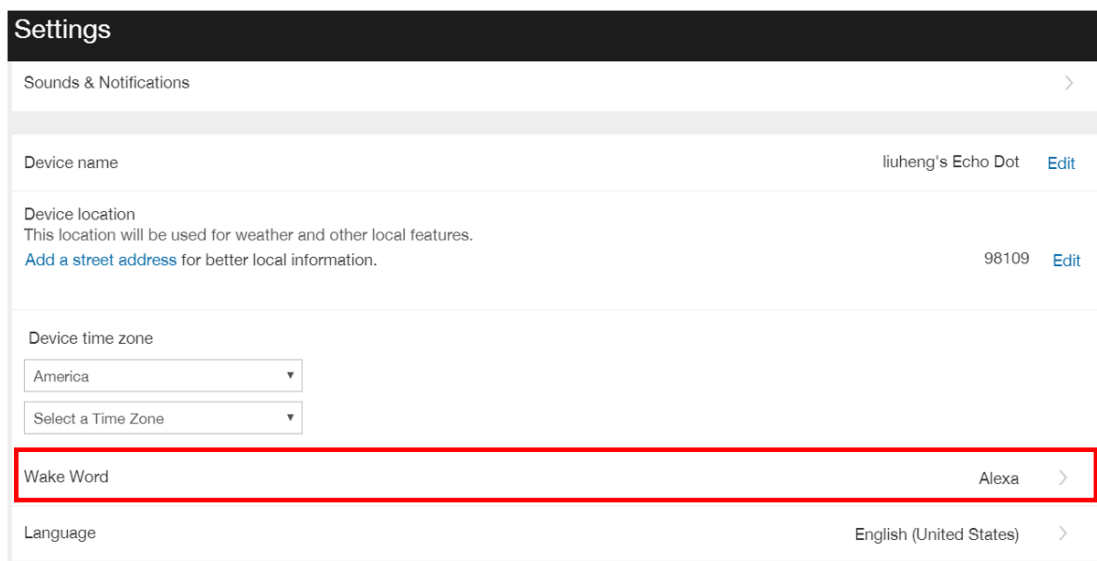 Settings
Sounds & Notifications
Device name liuheng's Echo Dot Edit
Device location
This location will be used for weather and other local features.
Add a street address for better local information. 98109 Edit
Device time zone
America
Select a Time Zone
Wake Word Alexa
Language English (United States)